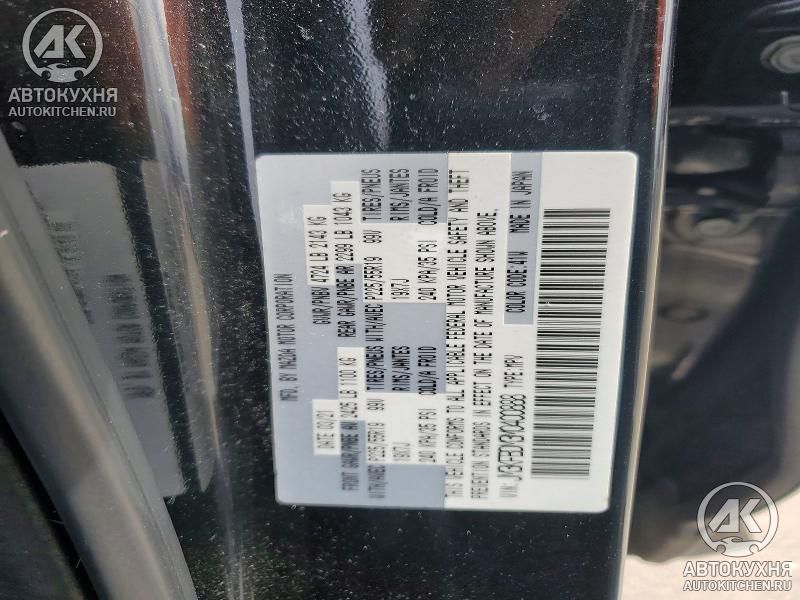 АК
АВТОКУХНЯ
AUTOKITCHEN.RU
MFD. BY MAZDA MOTOR CORPORATION
DATE 03/21 GVWR/PNBV 4724 LB 2143 KG
FRONT GAWR/PNBE AV 2425 LB 1100 KG REAR GAWR/PNBE AR 2299 LB 1043 KG
WITH/AVEC P225/55R19 99V TIRES/PNEUS WITH/AVEC P225/55R19 99V TIRES/PNEUS
19X7J RIMS/JANTES 19X7J RIMS/JANTES
240 KPA/35 PSI COLD/A FROID 240 KPA/35 PSI COLD/A FROID
THIS VEHICLE CONFORMS TO ALL APPLICABLE FEDERAL MOTOR VEHICLE SAFETY AND THEFT
PREVENTION STANDARDS IN EFFECT ON THE DATE OF MANUFACTURE SHOWN ABOVE.
VIN: TYPE MPV COLOR CODE:41W MADE IN JAPAN
АК
АВТОКУХНЯ
AUTOKITCHEN.RU